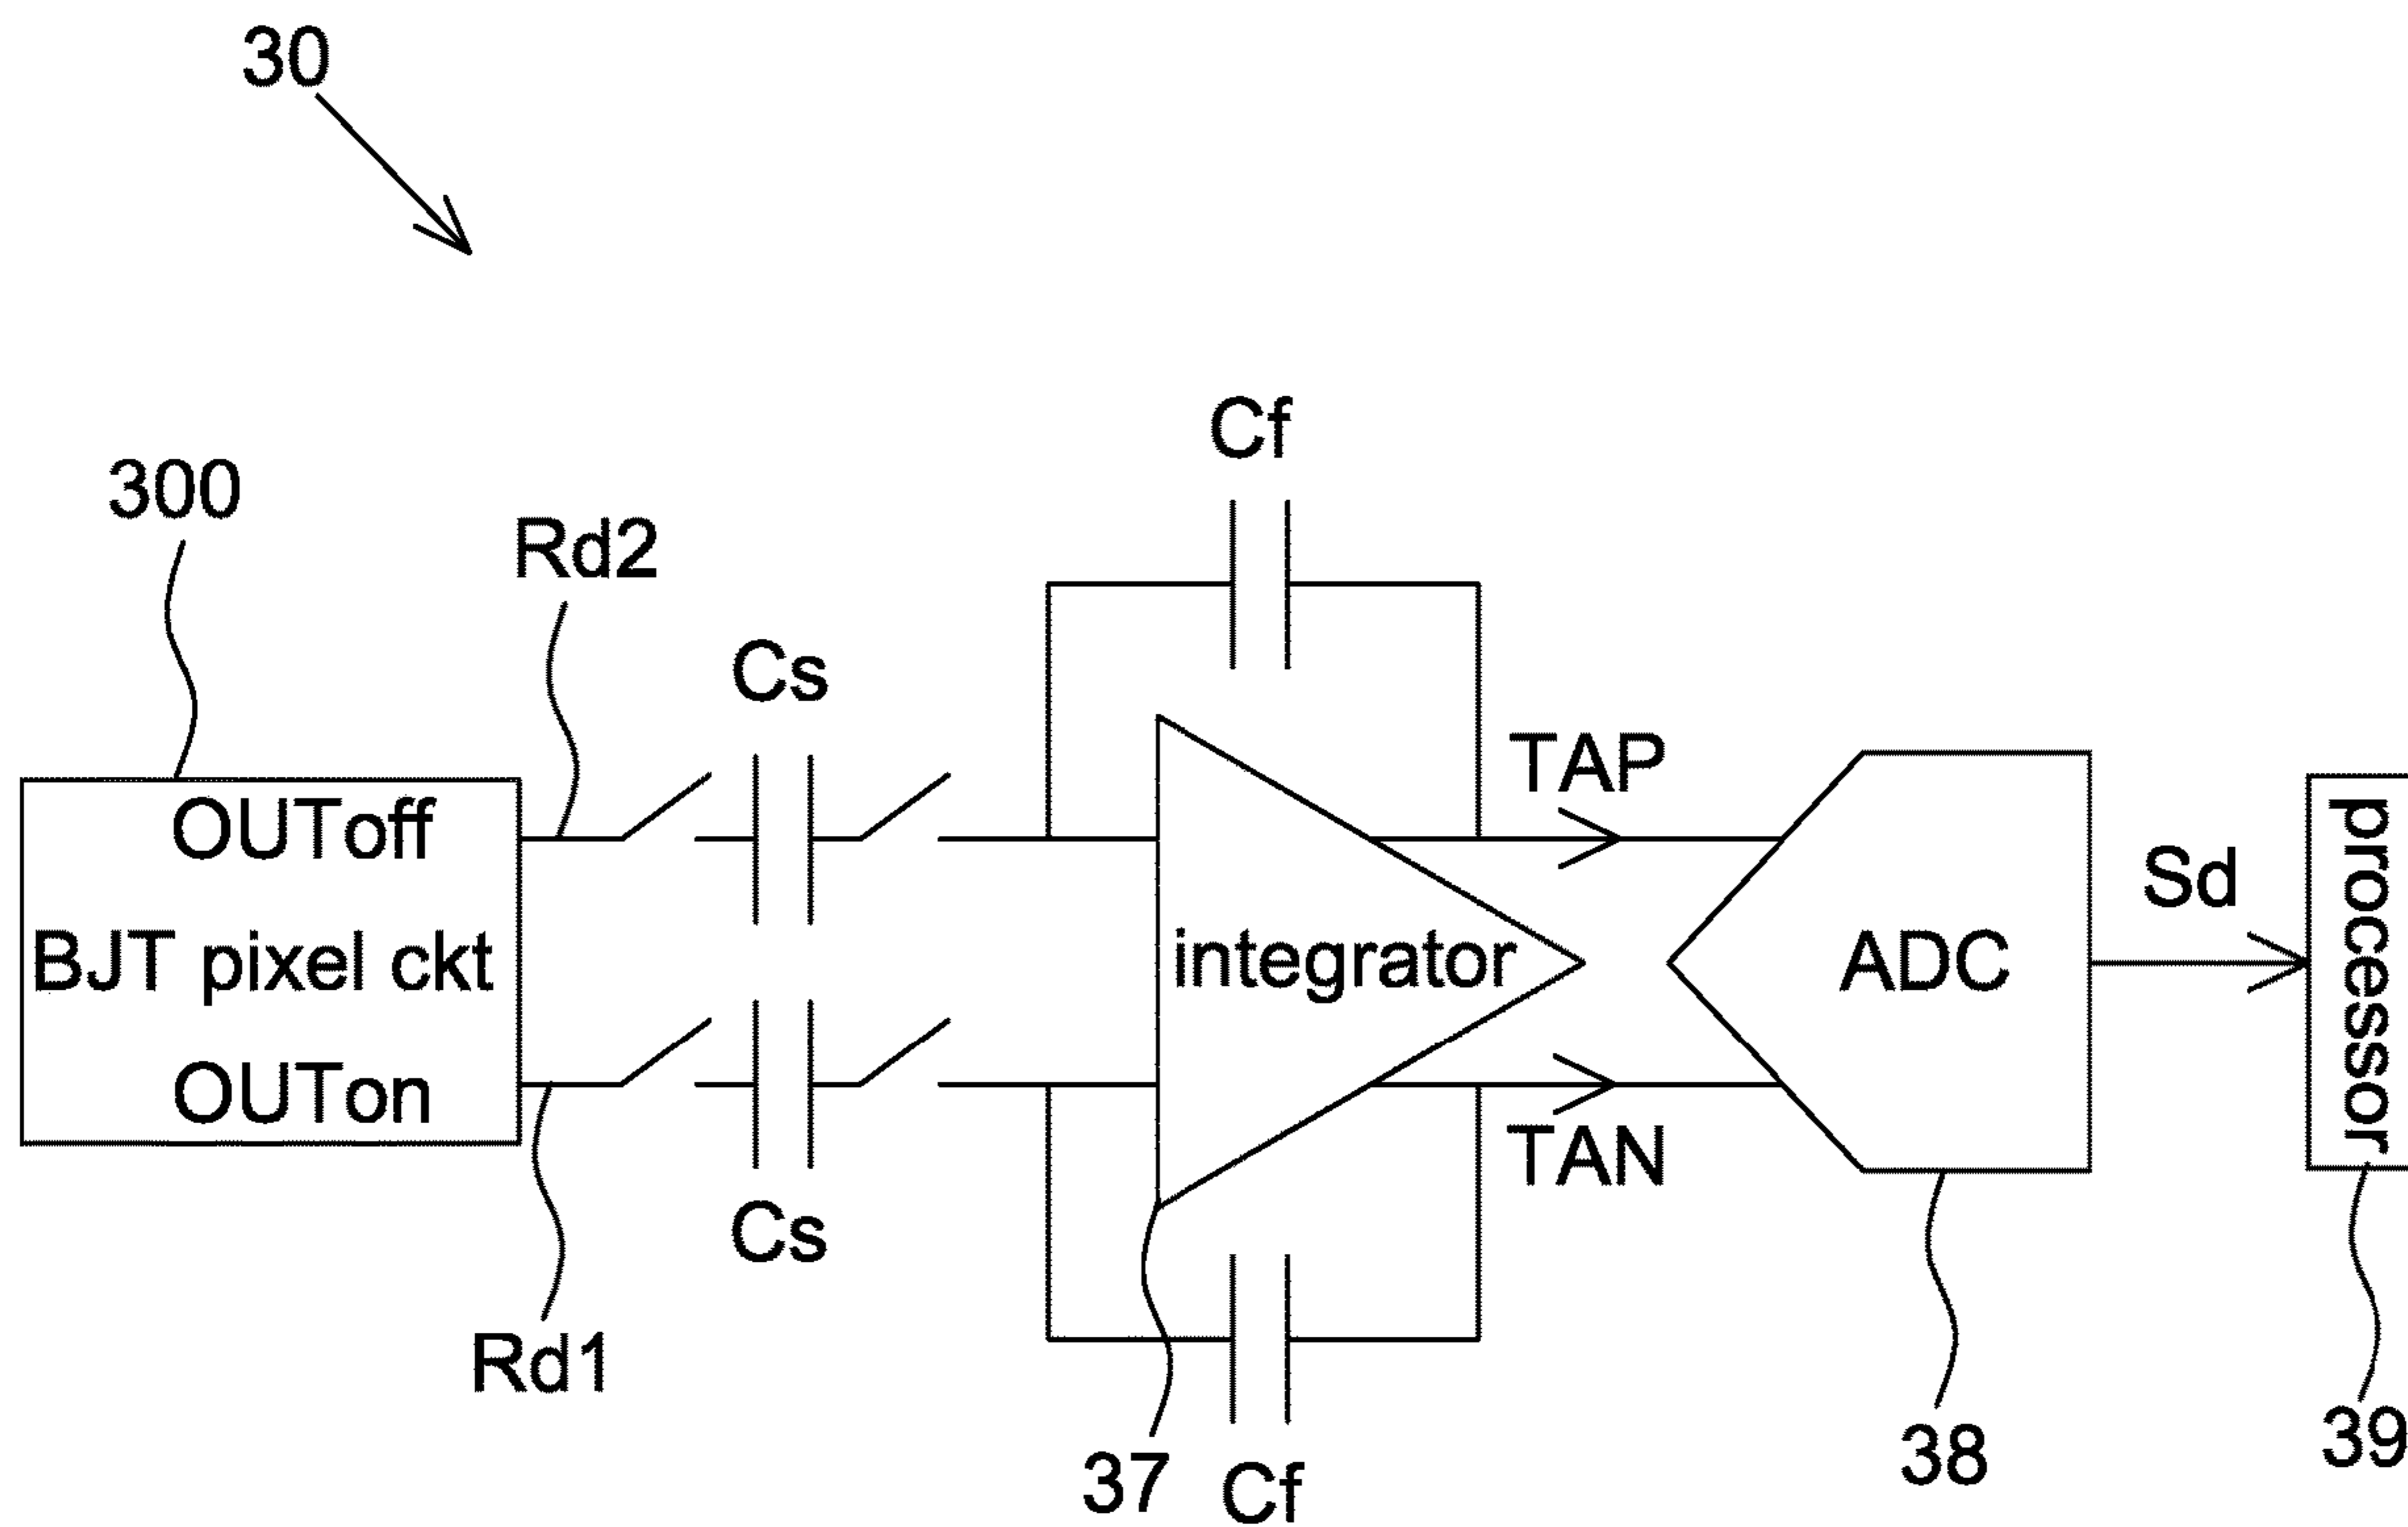 30
Cf
300
Rd2
Cs
TAP
OUToff
Sd
processor
BJT pixel ckt
integrator
ADC
OUTon
TAN
Cs
Rd1
37
Cf
38
39